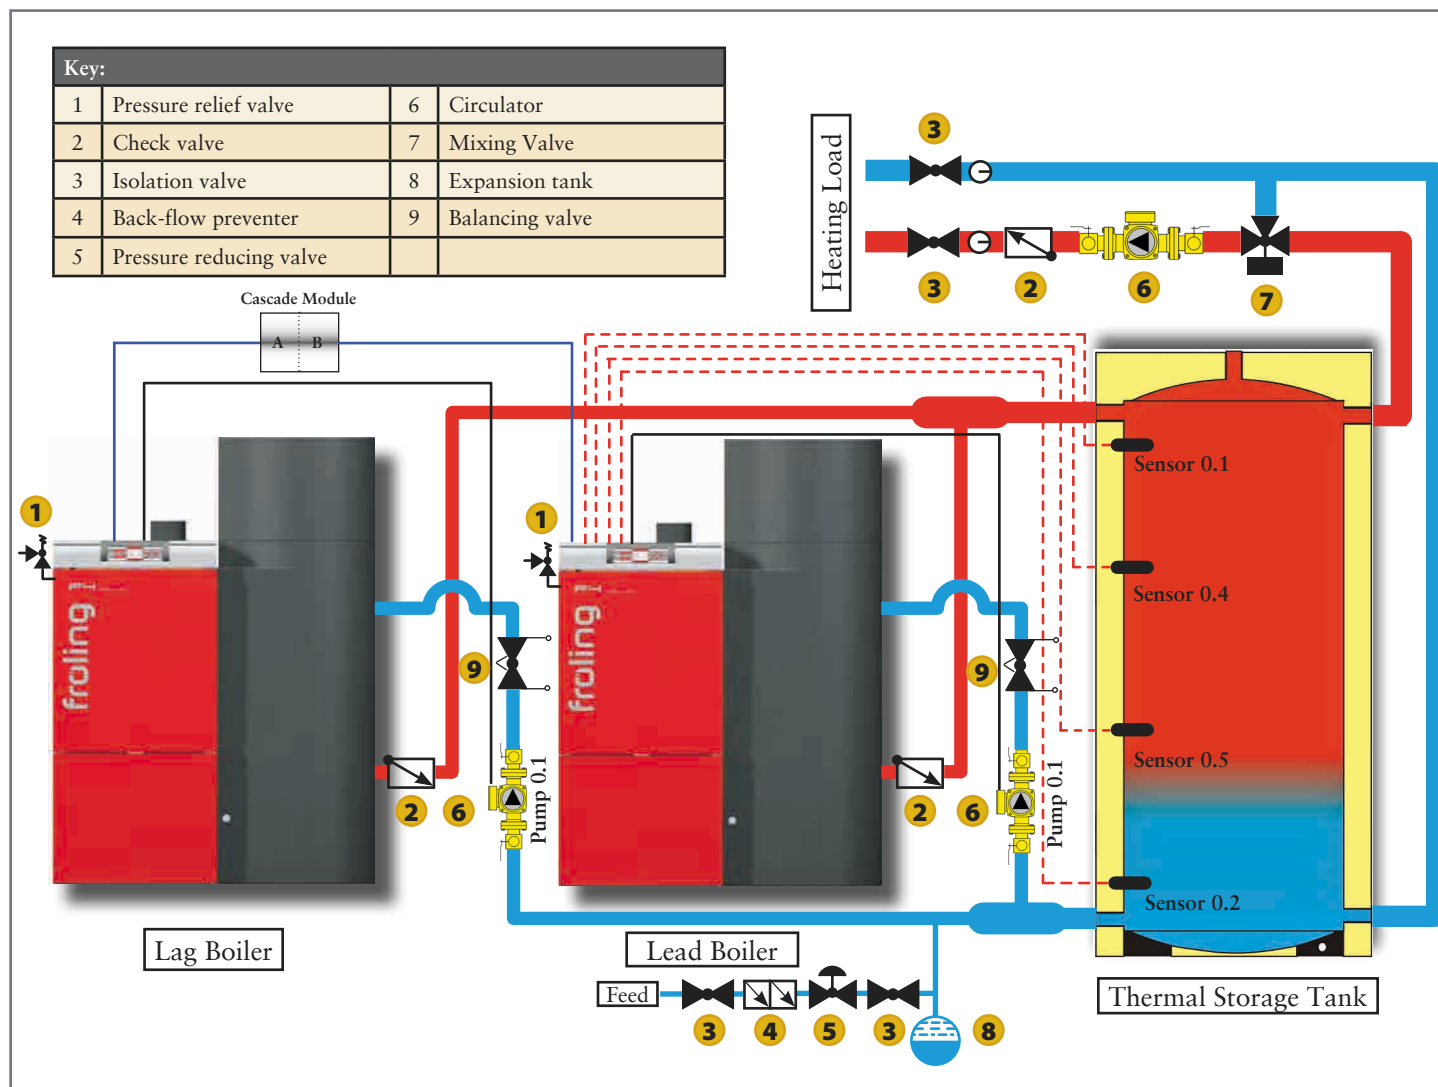 Key:
1 Pressure relief valve 6 Circulator
2 Check valve 7 Mixing Valve
3 Isolation valve 8 Expansion tank
4 Back-flow preventer 9 Balancing valve
5 Pressure reducing valve
Heating Load
3
3 2 6 7
Cascade Module
A B
1
1
froling
froling
Sensor 0.1
Sensor 0.4
Sensor 0.5
Sensor 0.2
9
9
2 6
Pump 0.1
2 6
Pump 0.1
Lag Boiler
Lead Boiler
Thermal Storage Tank
Feed
3 4 5 3 8